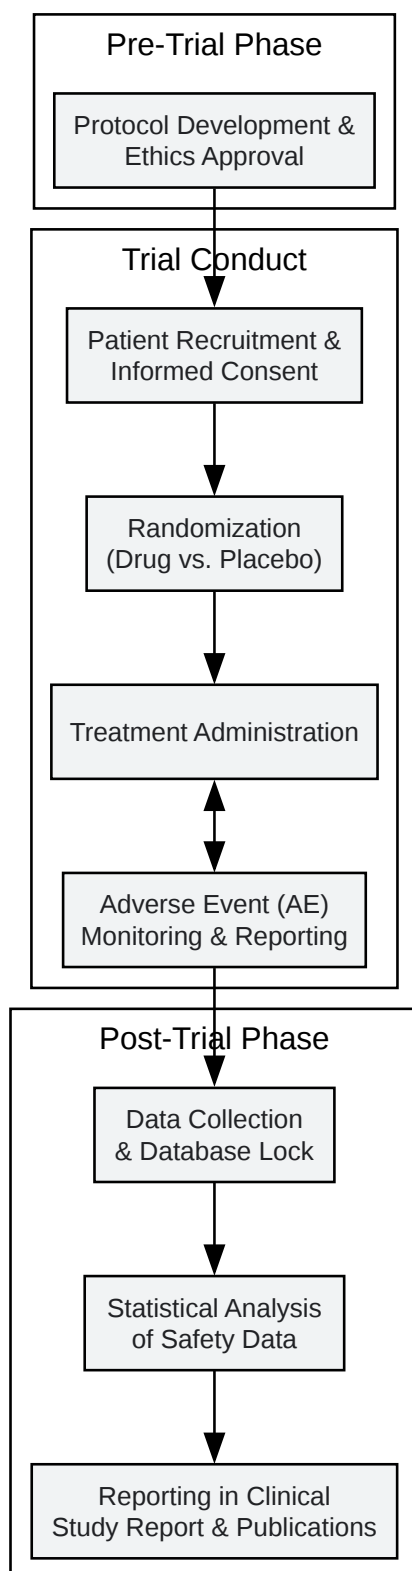 Pre-Trial Phase
Protocol Development &
Ethics Approval
Trial Conduct
Patient Recruitment &
Informed Consent
Randomization
(Drug vs. Placebo)
Treatment Administration
Adverse Event (AE)
Monitoring & Reporting
Post-Trial Phase
Data Collection
& Database Lock
Statistical Analysis
of Safety Data
Reporting in Clinical
Study Report & Publications